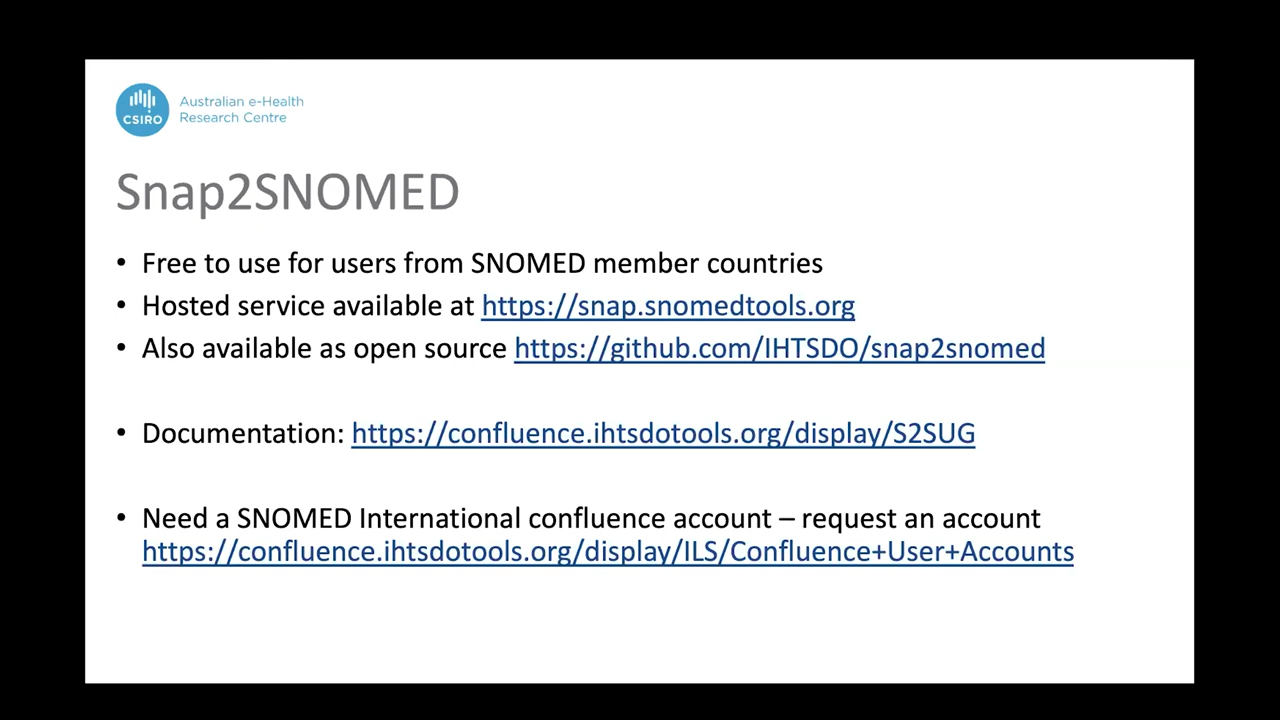 CSIRO
Australian e-Health
Research Centre
Snap2SNOMED
• Free to use for users from SNOMED member countries
• Hosted service available at https://snap.snomedtools.org
• Also available as open source https://github.com/IHTSDO/snap2snomed
• Documentation: https://confluence.ihtsdotools.org/display/S2SUG
• Need a SNOMED International confluence account – request an account
https://confluence.ihtsdotools.org/display/ILS/Confluence+User+Accounts